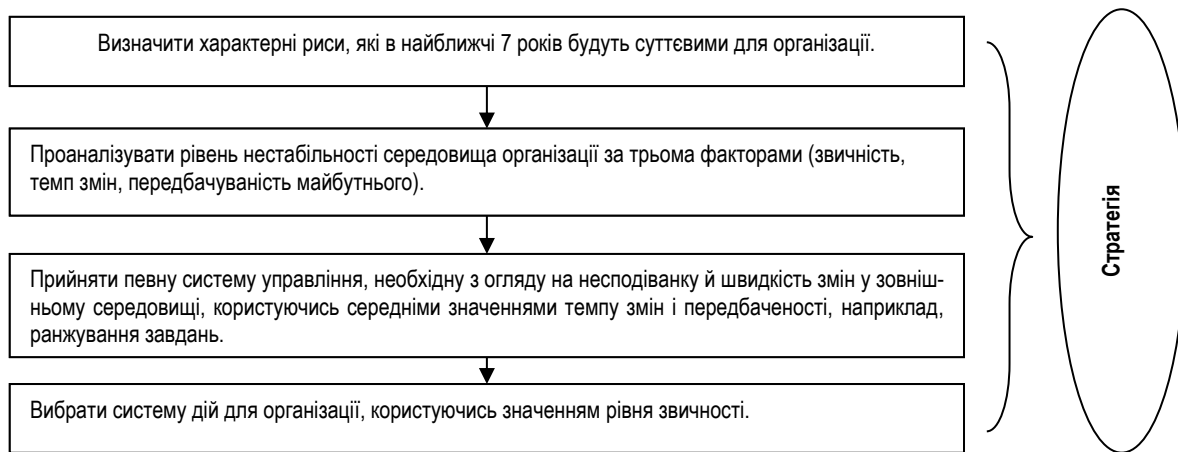 Визначити характерні риси, які в найближчі 7 років будуть суттєвими для організації.
Проаналізувати рівень нестабільності середовища організації за трьома факторами (звичність,
темп змін, передбачуваність майбутнього).
Прийняти певну систему управління, необхідну з огляду на несподіванку й швидкість змін у зовніш-
ньому середовищі, користуючись середніми значеннями темпу змін і передбаченості, наприклад,
ранжування завдань.
Вибрати систему дій для організації, користуючись значенням рівня звичності.
Стратегія